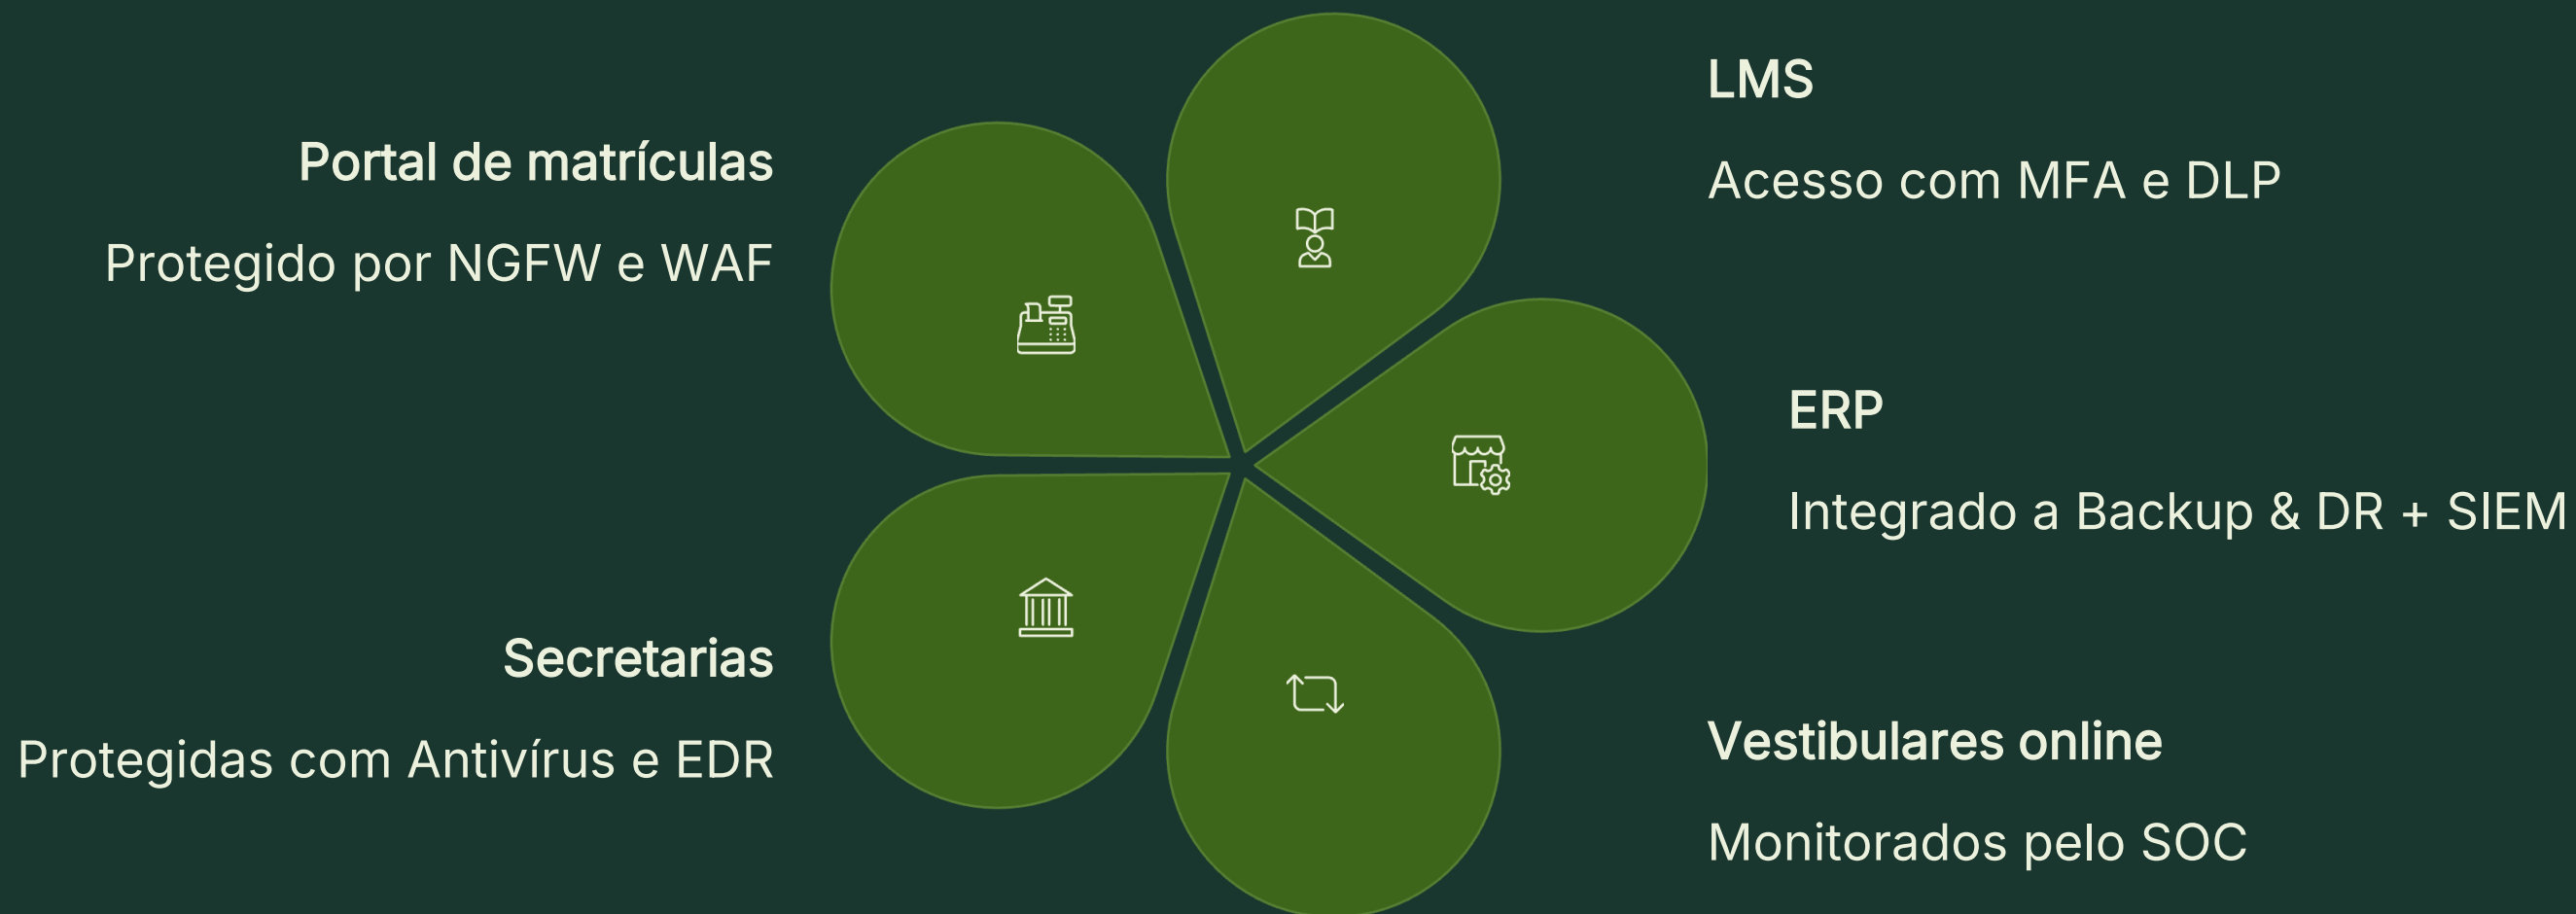 Portal de matrículas
Protegido por NGFW e WAF
LMS
Acesso com MFA e DLP
ERP
Integrado a Backup & DR + SIEM
Secretarias
Protegidas com Antivírus e EDR
Vestibulares online
Monitorados pelo SOC